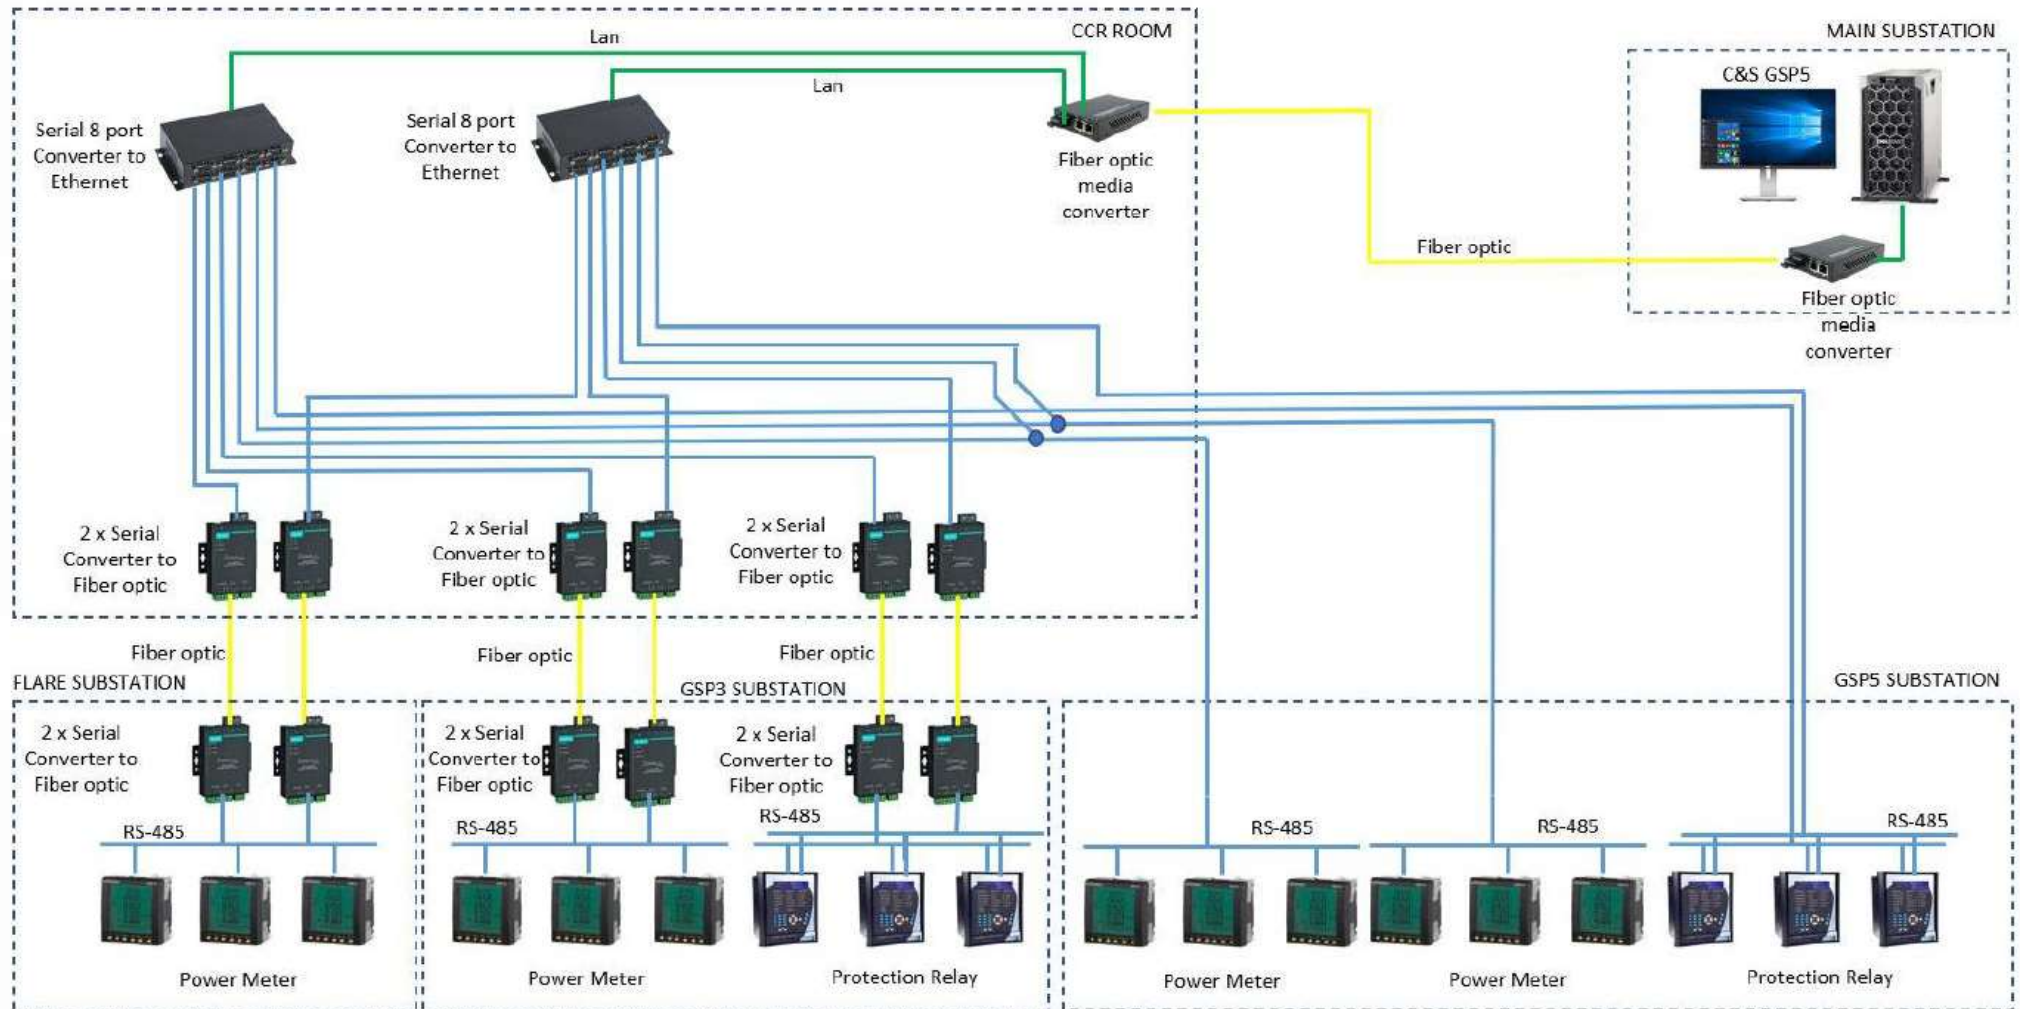 CCR ROOM
MAIN SUBSTATION
Lan
Lan
C&S GSP5
Serial 8 port
Converter to
Ethernet
Serial 8 port
Converter to
Ethernet
Fiber optic
media
converter
Fiber optic
Fiber optic
media
converter
2 x Serial
Converter to
Fiber optic
2 x Serial
Converter to
Fiber optic
2 x Serial
Converter to
Fiber optic
Fiber optic
Fiber optic
Fiber optic
FLARE SUBSTATION
GSP3 SUBSTATION
GSP5 SUBSTATION
2 x Serial
Converter to
Fiber optic
2 x Serial
Converter to
Fiber optic
2 x Serial
Converter to
Fiber optic
RS-485
RS-485
RS-485
RS-485
RS-485
RS-485
Power Meter
Power Meter
Protection Relay
Power Meter
Power Meter
Protection Relay